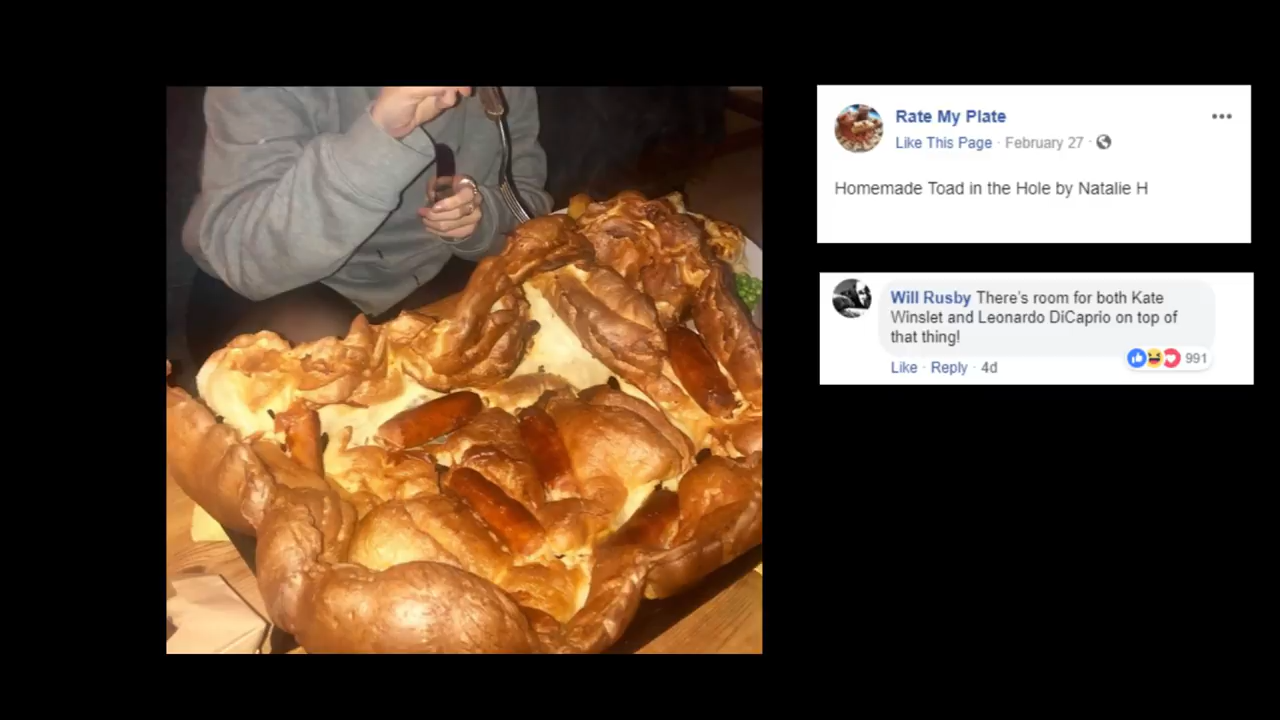 Rate My Plate
Like This Page · February 27 ·
Homemade Toad in the Hole by Natalie H
Will Rusby There's room for both Kate
Winslet and Leonardo DiCaprio on top of
that thing!
Like · Reply · 4d
991